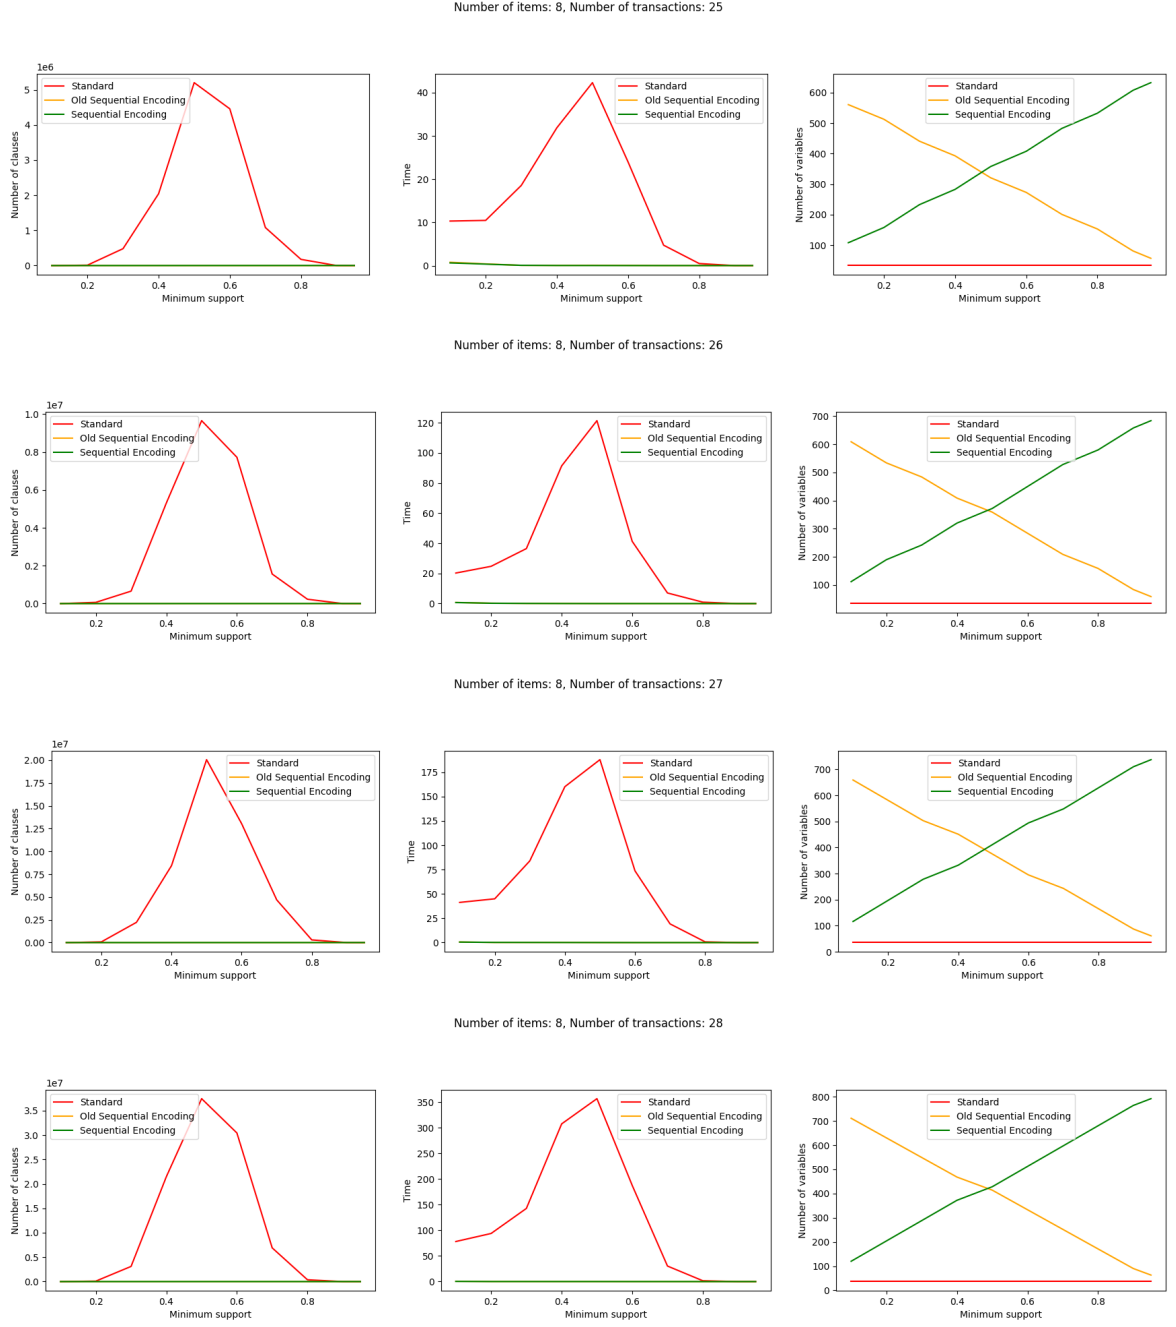 Number of items: 8, Number of transactions: 25
1e6
Number of clauses
5
4
3
2
1
0
Standard
Old Sequential Encoding
Sequential Encoding
0.2 0.4 0.6 0.8
Minimum support
Time
40
30
20
10
0
Standard
Old Sequential Encoding
Sequential Encoding
0.2 0.4 0.6 0.8
Minimum support
Number of variables
600
500
400
300
200
100
Standard
Old Sequential Encoding
Sequential Encoding
0.2 0.4 0.6 0.8
Minimum support
Number of items: 8, Number of transactions: 26
1e7
Number of clauses
1.0
0.8
0.6
0.4
0.2
0.0
Standard
Old Sequential Encoding
Sequential Encoding
0.2 0.4 0.6 0.8
Minimum support
Time
120
100
80
60
40
20
0
Standard
Old Sequential Encoding
Sequential Encoding
0.2 0.4 0.6 0.8
Minimum support
Number of variables
700
600
500
400
300
200
100
Standard
Old Sequential Encoding
Sequential Encoding
0.2 0.4 0.6 0.8
Minimum support
Number of items: 8, Number of transactions: 27
1e7
Number of clauses
2.00
1.75
1.50
1.25
1.00
0.75
0.50
0.25
0.00
Standard
Old Sequential Encoding
Sequential Encoding
0.2 0.4 0.6 0.8
Minimum support
Time
175
150
125
100
75
50
25
0
Standard
Old Sequential Encoding
Sequential Encoding
0.2 0.4 0.6 0.8
Minimum support
Number of variables
700
600
500
400
300
200
100
0
Standard
Old Sequential Encoding
Sequential Encoding
0.2 0.4 0.6 0.8
Minimum support
Number of items: 8, Number of transactions: 28
1e7
Number of clauses
3.5
3.0
2.5
2.0
1.5
1.0
0.5
0.0
Standard
Old Sequential Encoding
Sequential Encoding
0.2 0.4 0.6 0.8
Minimum support
Time
350
300
250
200
150
100
50
0
Standard
Old Sequential Encoding
Sequential Encoding
0.2 0.4 0.6 0.8
Minimum support
Number of variables
800
700
600
500
400
300
200
100
0
Standard
Old Sequential Encoding
Sequential Encoding
0.2 0.4 0.6 0.8
Minimum support